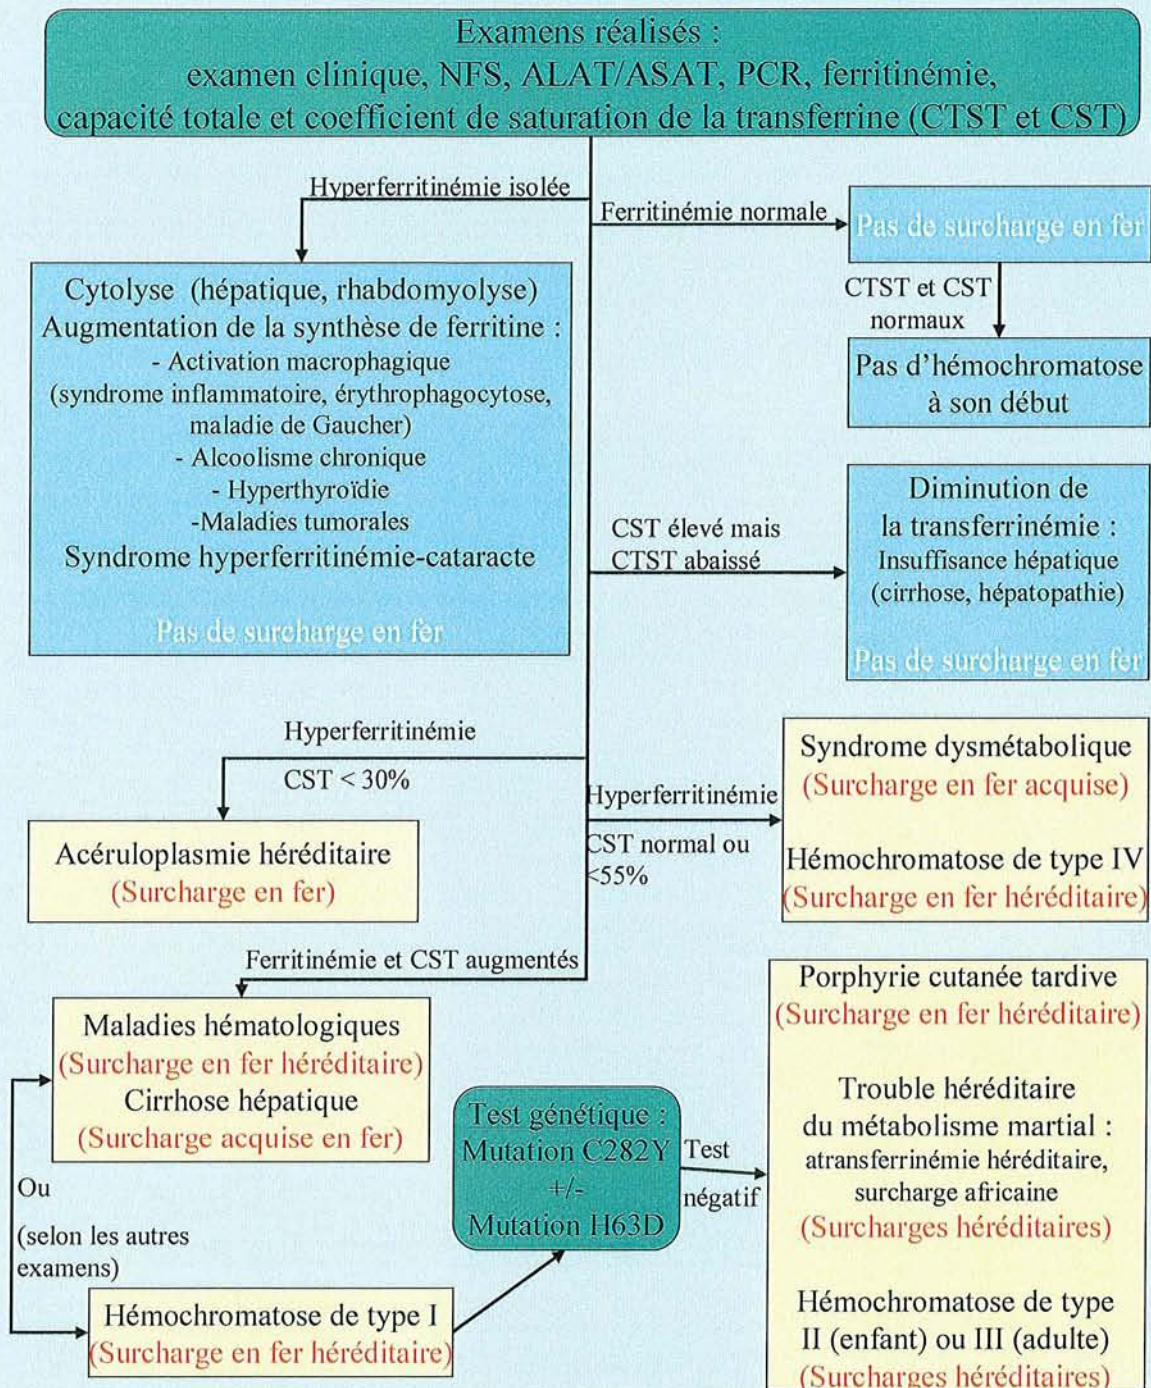 Examens réalisés :
examen clinique, NFS, ALAT/ASAT, PCR, ferritinémie,
capacité totale et coefficient de saturation de la transferrine (CTST et CST)
Hyperferritinémie isolée
Ferritinémie normale
Pas de surcharge en fer
CTST et CST
normaux
Pas d'hémochromatose
à son début
Cytolyse (hépatique, rhabdomyolyse)
Augmentation de la synthèse de ferritine :
- Activation macrophagique
(syndrome inflammatoire, érythrophagocytose,
maladie de Gaucher)
- Alcoolisme chronique
- Hyperthyroïdie
-Maladies tumorales
Syndrome hyperferritinémie-cataracte
Pas de surcharge en fer
CST élevé mais
CTST abaissé
Diminution de
la transferrinémie :
Insuffisance hépatique
(cirrhose, hépatopathie)
Pas de surcharge en fer
Hyperferritinémie
CST < 30%
Acéruloplasmie héréditaire
(Surcharge en fer)
Hyperferritinémie
CST normal ou
<55%
Syndrome dysmétabolique
(Surcharge en fer acquise)
Hémochromatose de type IV
(Surcharge en fer héréditaire)
Ferritinémie et CST augmentés
Maladies hématologiques
(Surcharge en fer héréditaire)
Cirrhose hépatique
(Surcharge acquise en fer)
Ou
(selon les autres
examens)
Hémochromatose de type I
(Surcharge en fer héréditaire)
Test génétique :
Mutation C282Y
+/-
Mutation H63D
Test
négatif
Porphyrie cutanée tardive
(Surcharge en fer héréditaire)
Trouble héréditaire
du métabolisme martial :
atransferrinémie héréditaire,
surcharge africaine
(Surcharges héréditaires)
Hémochromatose de type
II (enfant) ou III (adulte)
(Surcharges héréditaires)